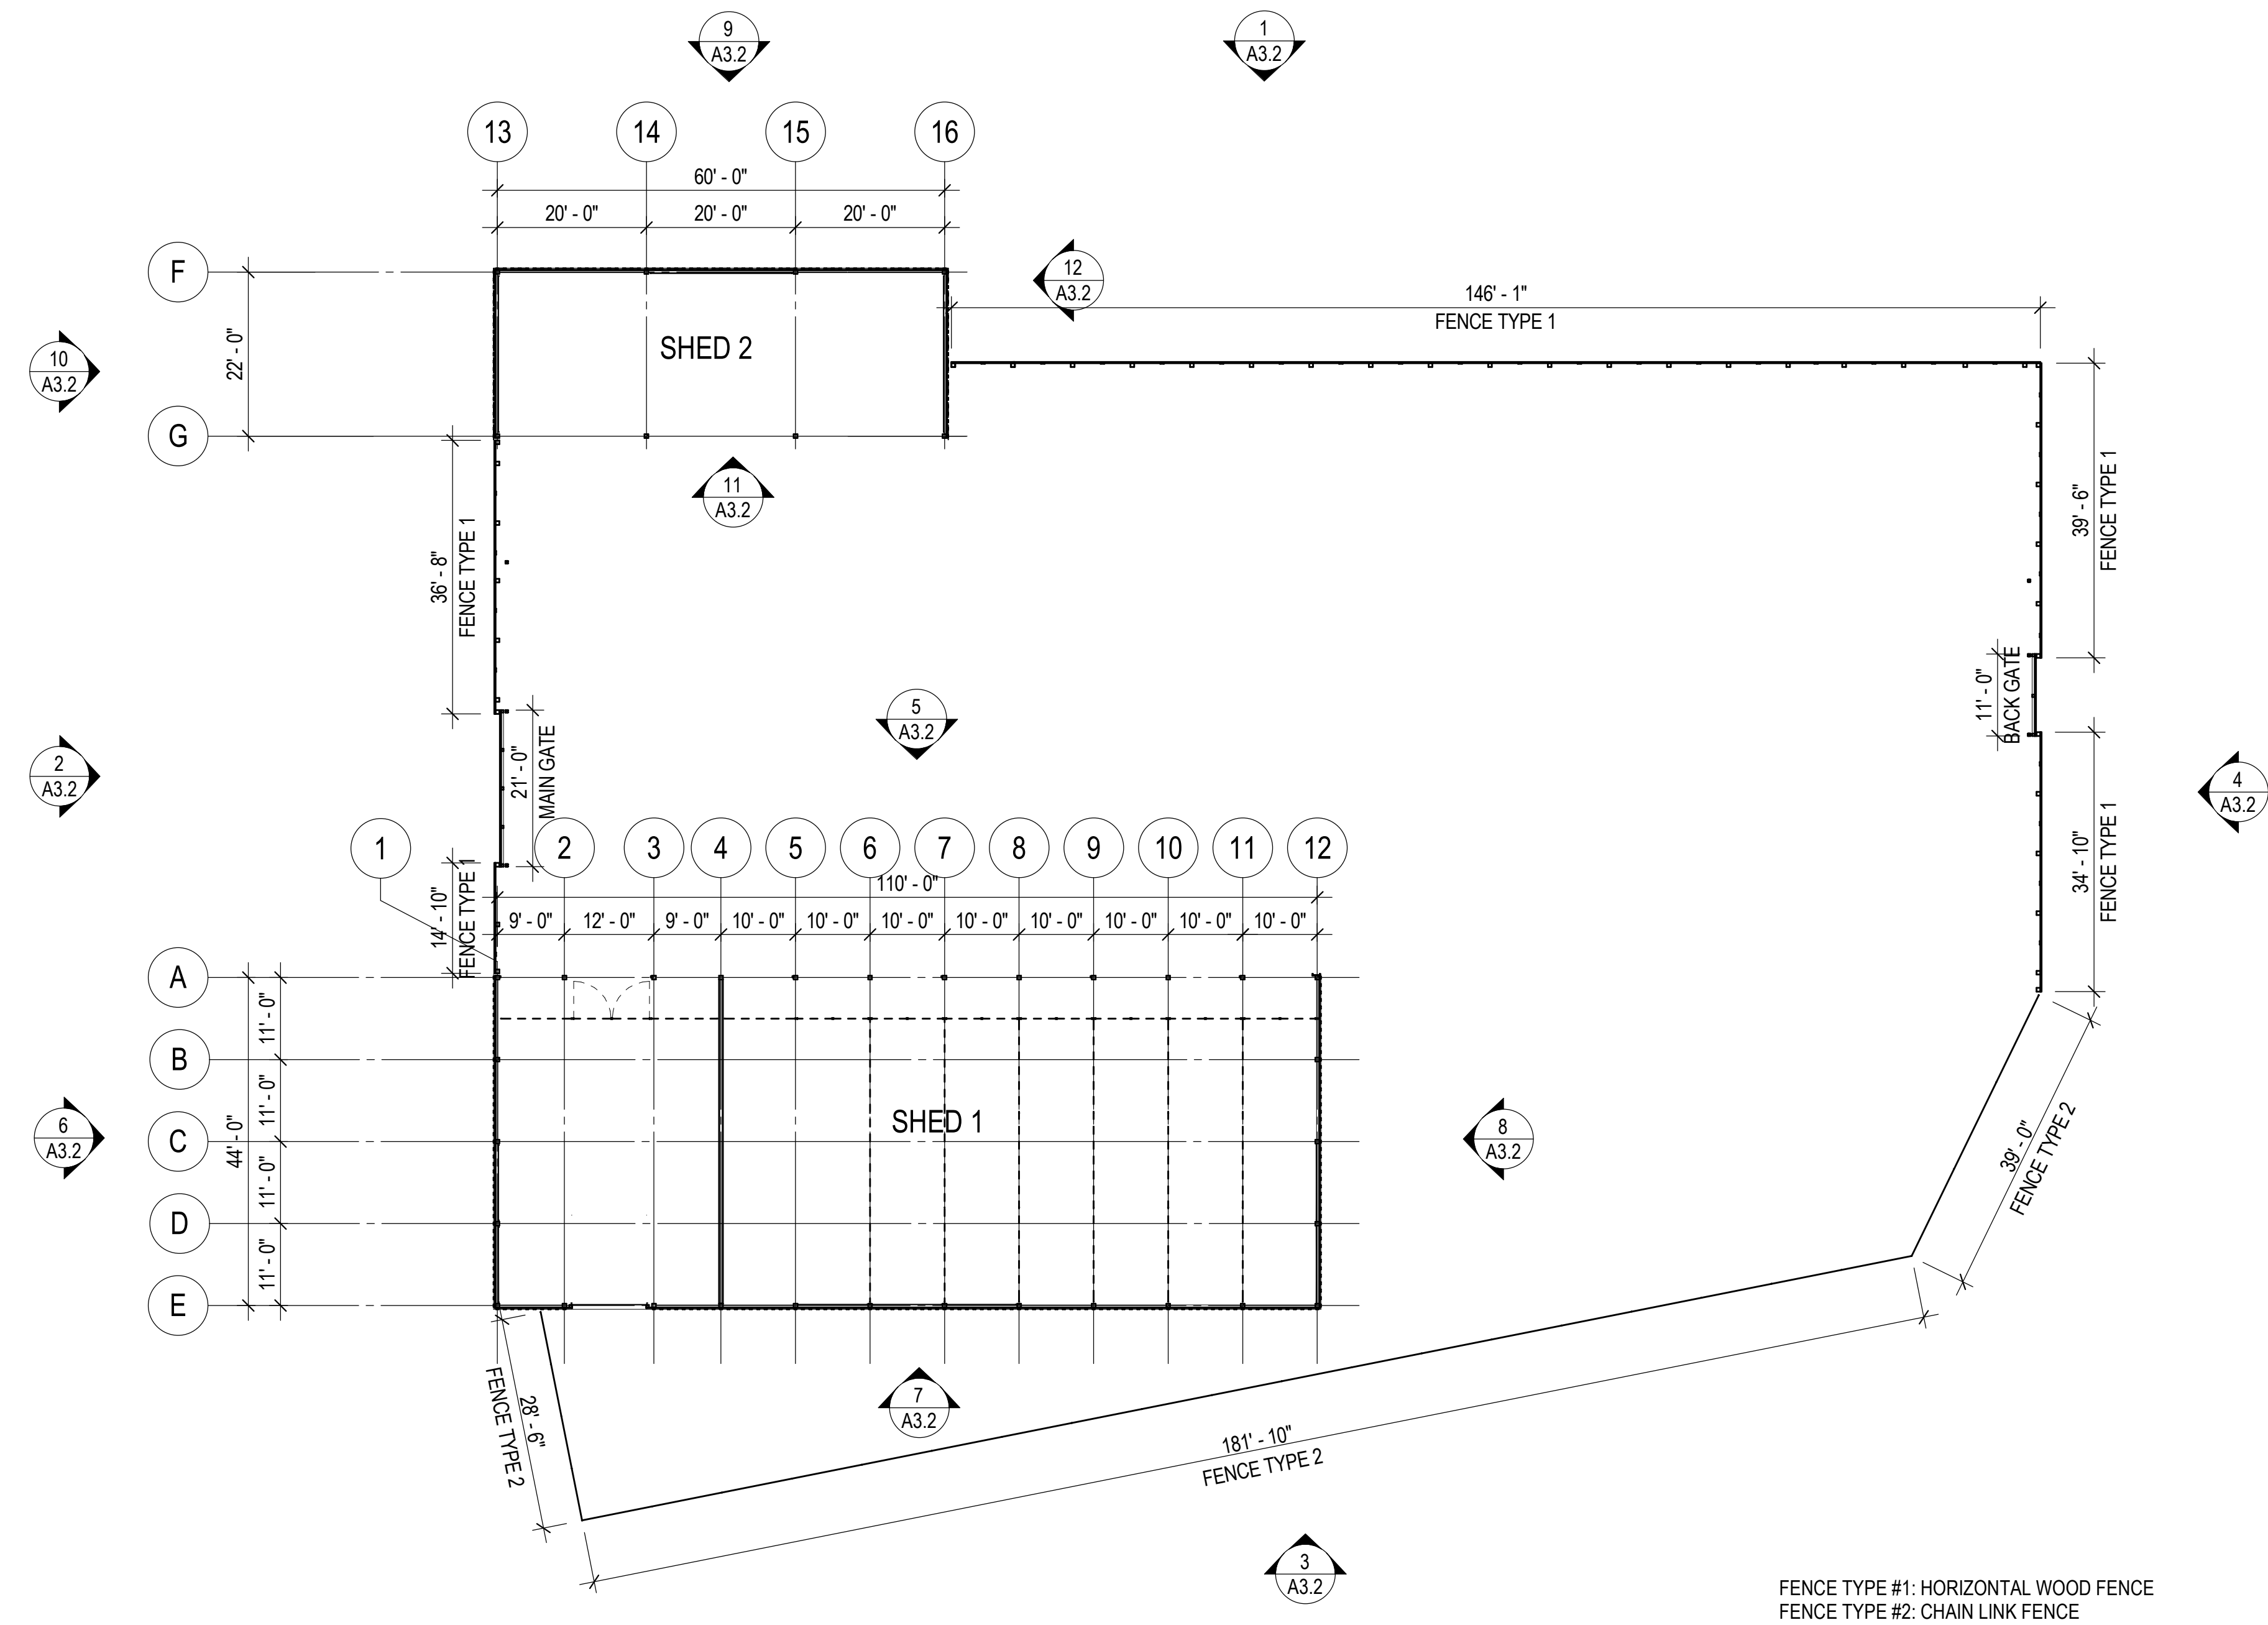 9
A3.2
1
A3.2
13
14
15
16
60' - 0"
20' - 0"
20' - 0"
20' - 0"
F
22' - 0"
G
SHED 2
12
A3.2
146' - 1"
FENCE TYPE 1
10
A3.2
11
A3.2
36' - 8"
FENCE TYPE 1
39' - 6"
FENCE TYPE 1
11' - 0"
BACK GATE
5
A3.2
2
A3.2
21' - 0"
MAIN GATE
4
A3.2
34' - 10"
FENCE TYPE 1
1
2
3
4
5
6
7
8
9
10
11
12
110' - 0"
14' - 10"
FENCE TYPE 1
9' - 0"
12' - 0"
9' - 0"
10' - 0"
10' - 0"
10' - 0"
10' - 0"
10' - 0"
10' - 0"
10' - 0"
10' - 0"
A
B
C
D
E
44' - 0"
11' - 0"
11' - 0"
11' - 0"
11' - 0"
SHED 1
6
A3.2
8
A3.2
39' - 0"
FENCE TYPE 2
28' - 6"
FENCE TYPE 2
7
A3.2
181' - 10"
FENCE TYPE 2
3
A3.2
FENCE TYPE #1: HORIZONTAL WOOD FENCE
FENCE TYPE #2: CHAIN LINK FENCE